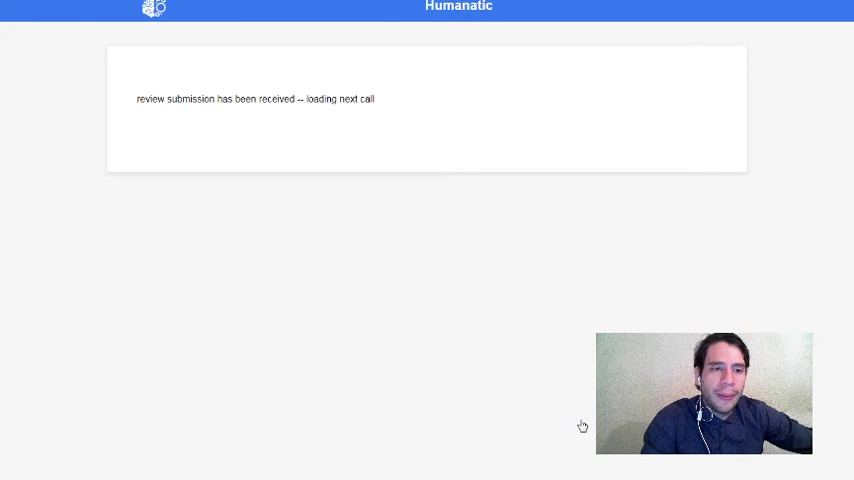 Humanatic
review submission has been received -- loading next call